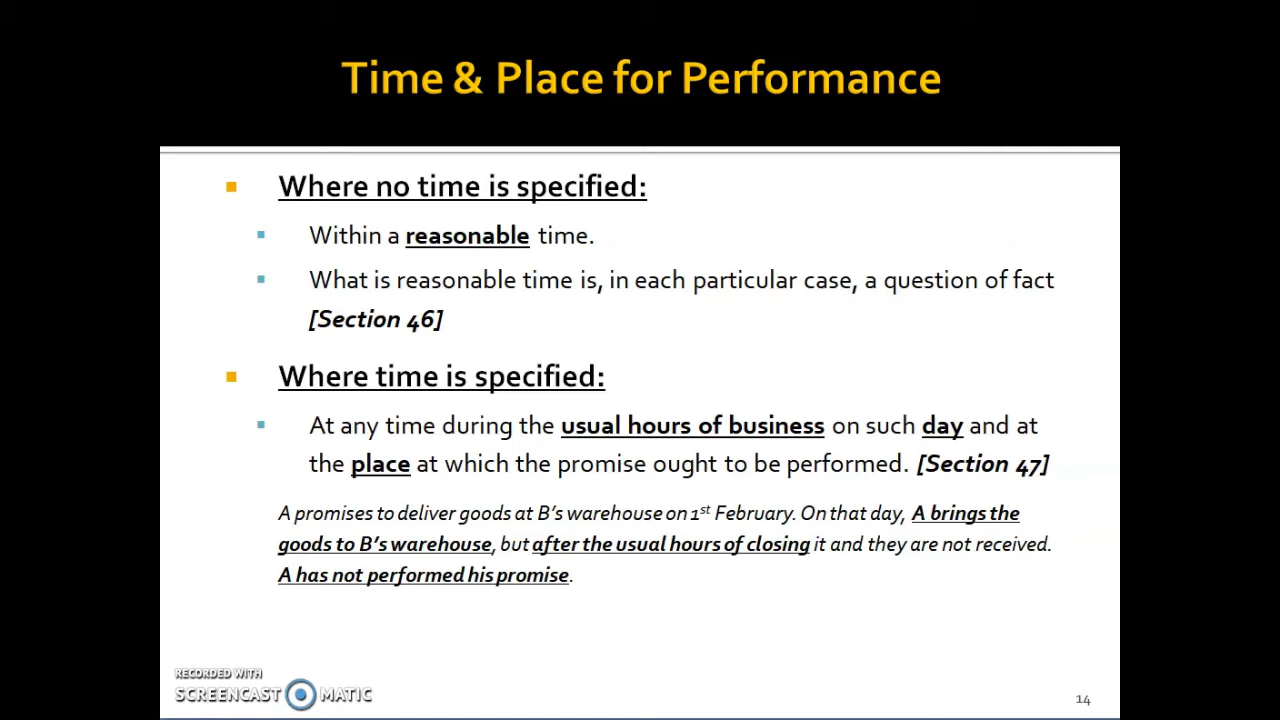 Time & Place for Performance
Where no time is specified:
Within a reasonable time.
What is reasonable time is, in each particular case, a question of fact
[Section 46]
Where time is specified:
At any time during the usual hours of business on such day and at
the place at which the promise ought to be performed. [Section 47]
A promises to deliver goods at B's warehouse on 1st February. On that day, A brings the
goods to B's warehouse, but after the usual hours of closing it and they are not received.
A has not performed his promise.
RECORDED WITH
SCREENCAST MATIC
14